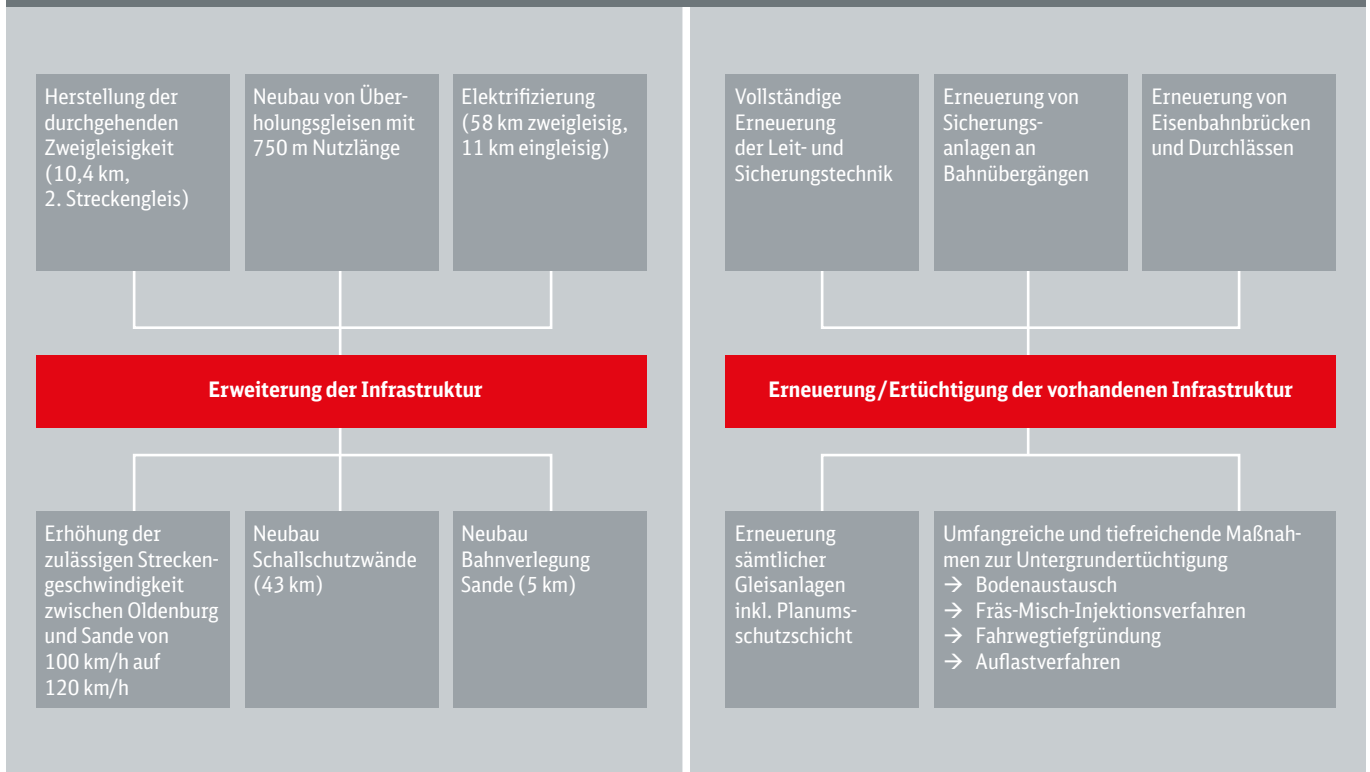 Herstellung der
durchgehenden
Zweigleisigkeit
(10,4 km,
2. Streckengleis)
Neubau von Über-
holungsgleisen mit
750 m Nutzlänge
Elektrifizierung
(58 km zweigleisig,
11 km eingleisig)
Erweiterung der Infrastruktur
Erhöhung der
zulässigen Strecken-
geschwindigkeit
zwischen Oldenburg
und Sande von
100 km/h auf
120 km/h
Neubau
Schallschutzwände
(43 km)
Neubau
Bahnverlegung
Sande (5 km)
Vollständige
Erneuerung
der Leit- und
Sicherungstechnik
Erneuerung von
Sicherungs-
anlagen an
Bahnübergängen
Erneuerung von
Eisenbahnbrücken
und Durchlässen
Erneuerung/Ertüchtigung der vorhandenen Infrastruktur
Erneuerung
sämtlicher
Gleisanlagen
inkl. Planums-
schutzschicht
Umfangreiche und tiefreichende Maßnah-
men zur Untergrundertüchtigung
→ Bodenaustausch
→ Fräs-Misch-Injektionsverfahren
→ Fahrwegtiefgründung
→ Auflastverfahren